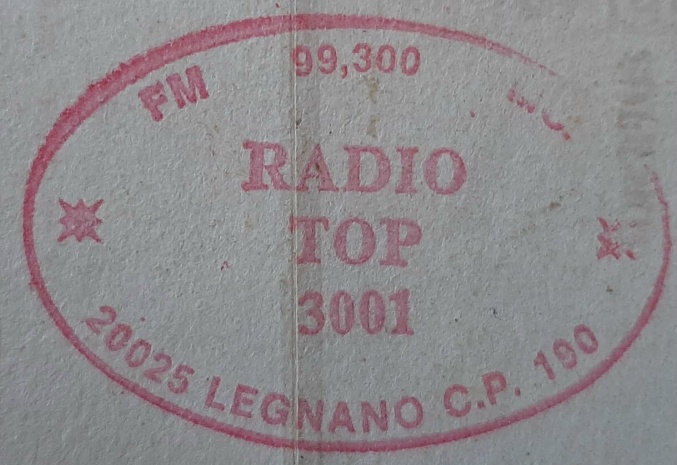 FM 99,300
RADIO
TOP
3001
20025 LEGNANO C.P. 190